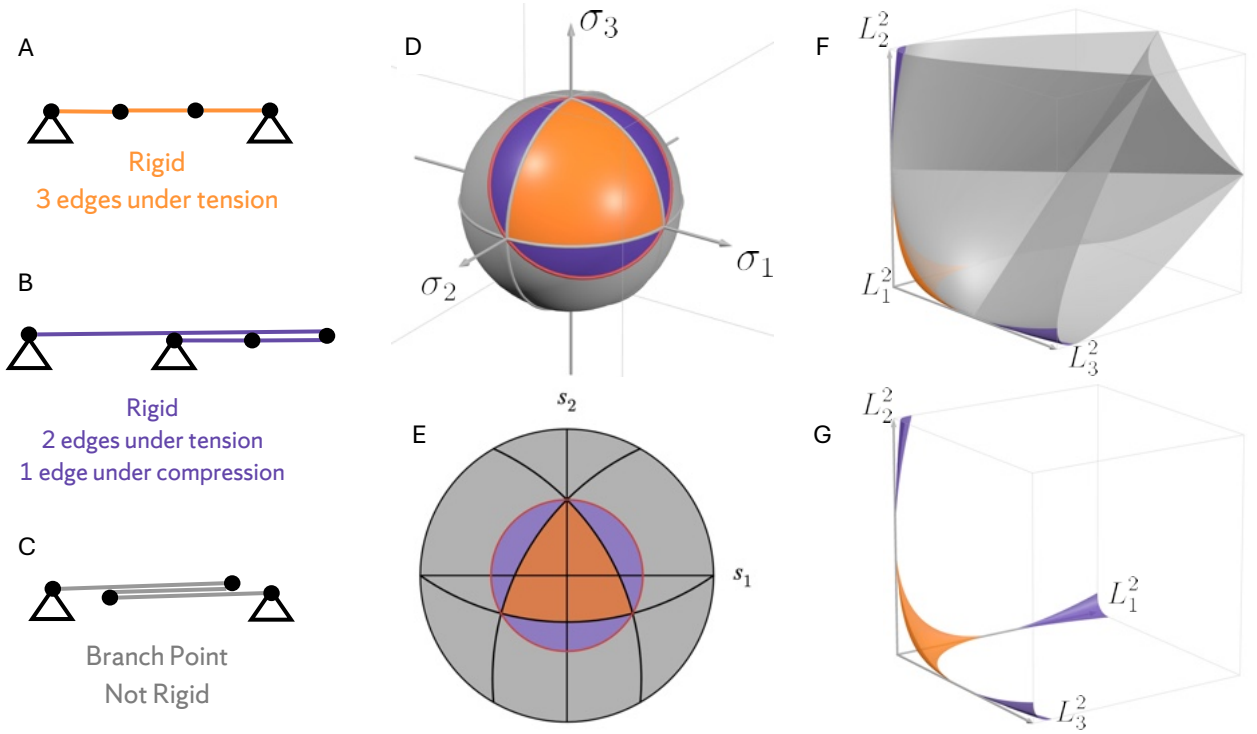 A
Rigid
3 edges under tension
B
Rigid
2 edges under tension
1 edge under compression
C
Branch Point
Not Rigid
D
σ₃
σ₂
σ₁
E
s₂
s₁
F
L₂²
L₁²
L₃²
G
L₂²
L₁²
L₃²